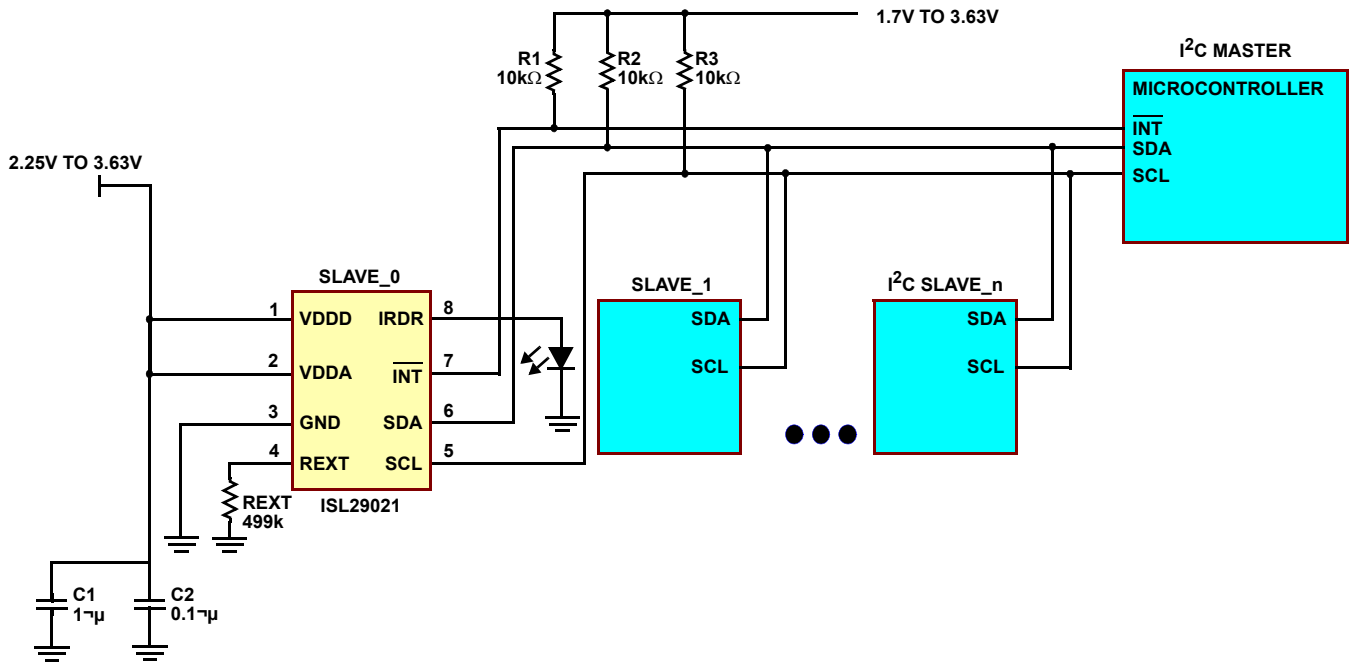 1.7V TO 3.63V
R1
10kΩ
R2
10kΩ
R3
10kΩ
I²C MASTER
MICROCONTROLLER
INT
SDA
SCL
2.25V TO 3.63V
SLAVE_0
1
VDDD
2
VDDA
3
GND
4
REXT
IRDR
8
INT
7
SDA
6
SCL
5
ISL29021
REXT
499k
SLAVE_1
SDA
SCL
I²C SLAVE_n
SDA
SCL
C1
1¬µ
C2
0.1¬µ